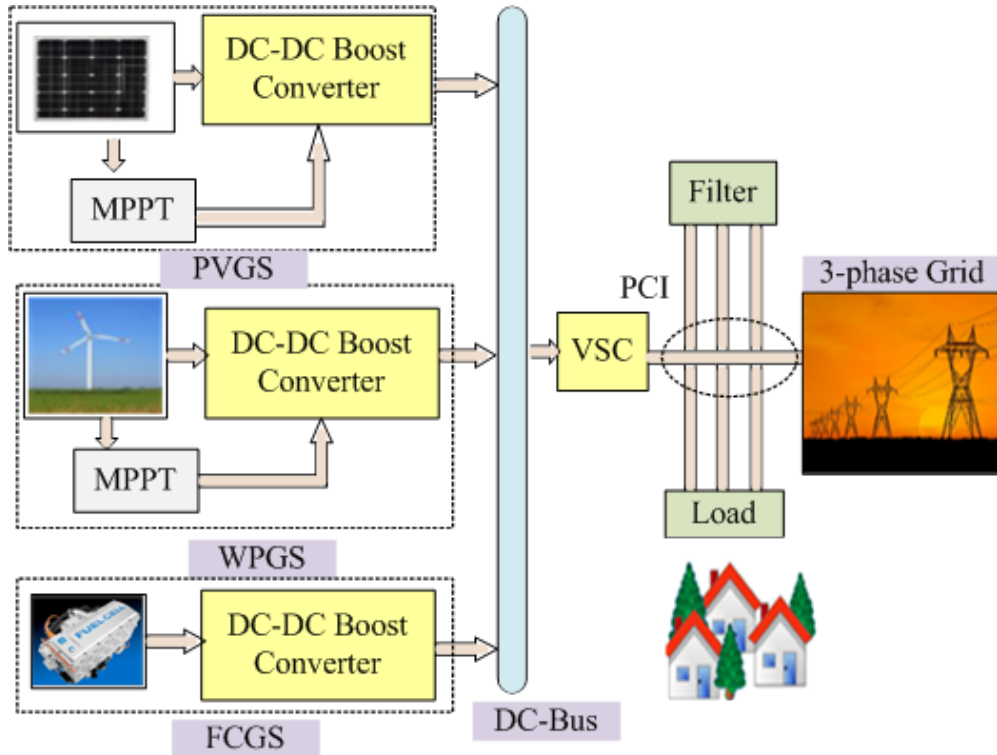 DC-DC Boost
Converter
MPPT
PVGS
DC-DC Boost
Converter
MPPT
WPGS
FUELCELL
DC-DC Boost
Converter
FCGS
DC-Bus
VSC
PCI
Filter
Load
3-phase Grid